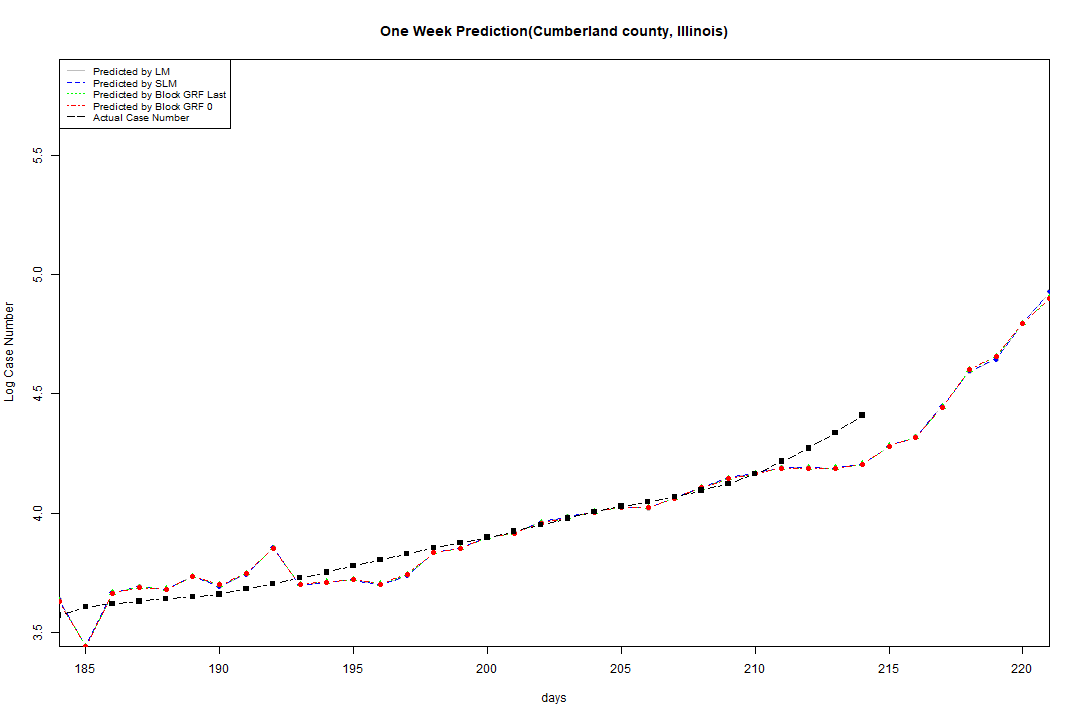 One Week Prediction(Cumberland county, Illinois)
Predicted by LM
Predicted by SLM
Predicted by Block GRF Last
Predicted by Block GRF 0
Actual Case Number
5.5
5.0
4.5
4.0
3.5
Log Case Number
185 190 195 200 205 210 215 220
days